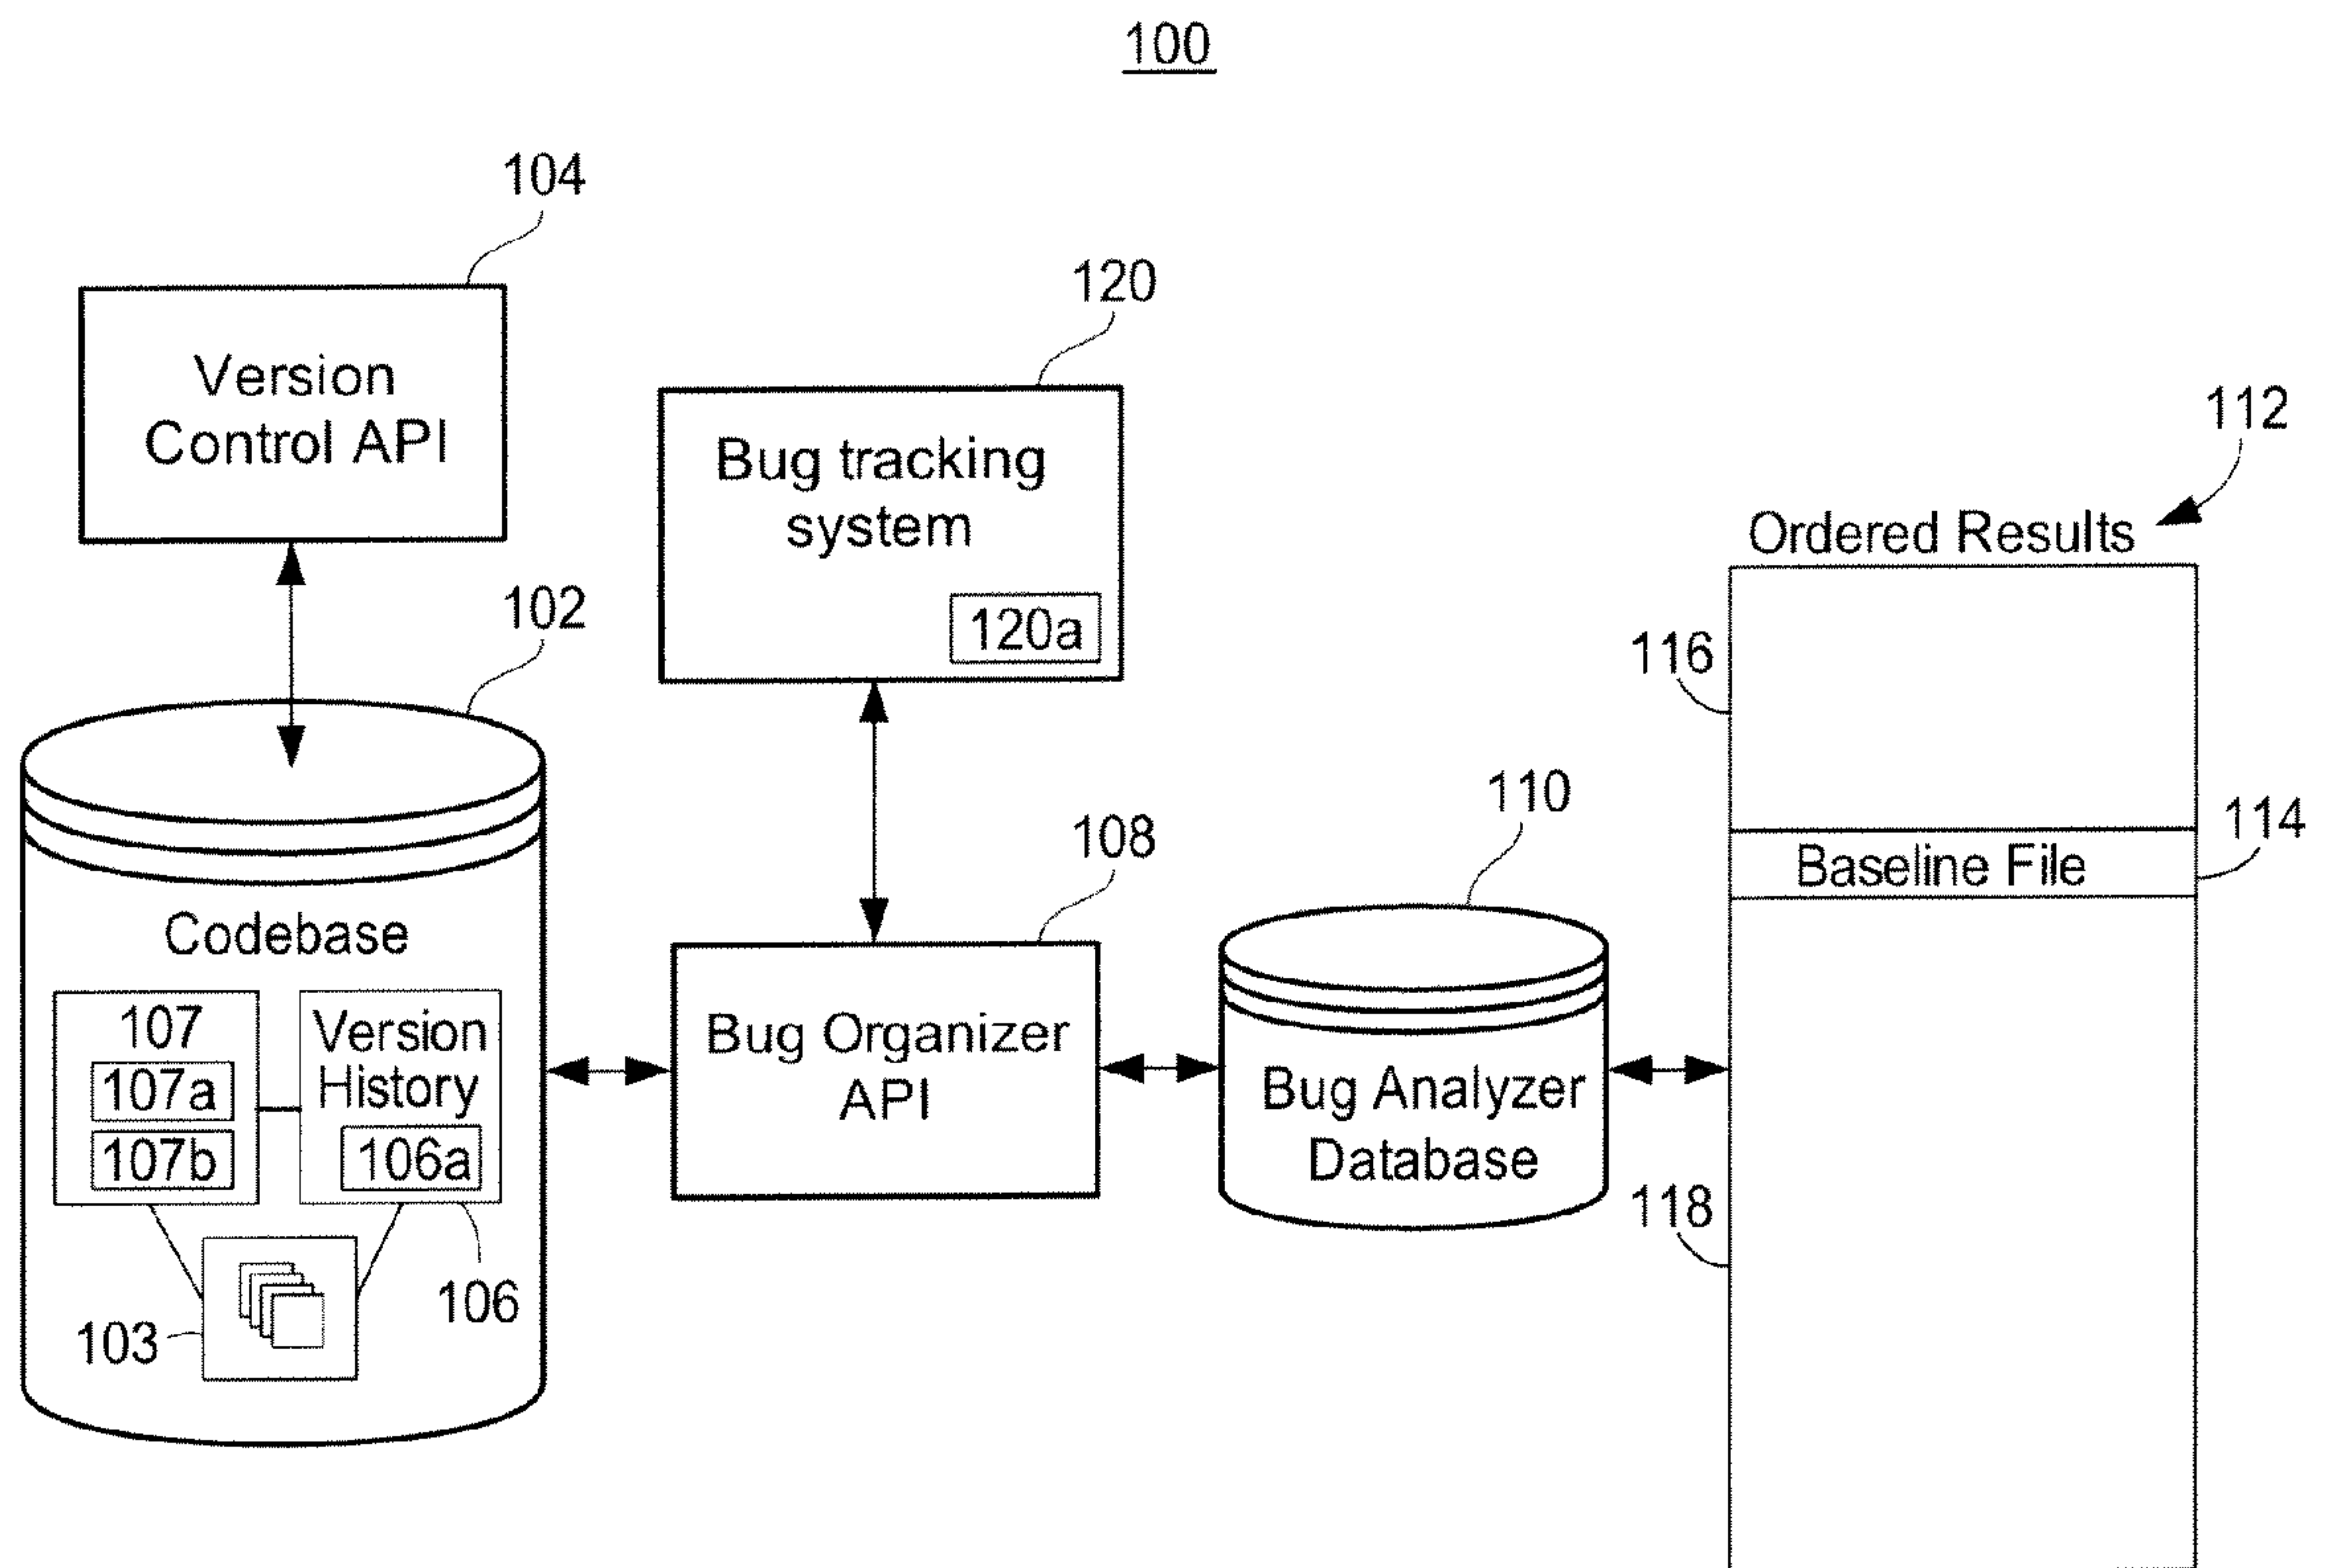 100
104
Version
Control API
120
Bug tracking
system
120a
112
Ordered Results
116
Baseline File
114
118
102
Codebase
107
107a
107b
Version
History
106a
106
103
108
Bug Organizer
API
110
Bug Analyzer
Database